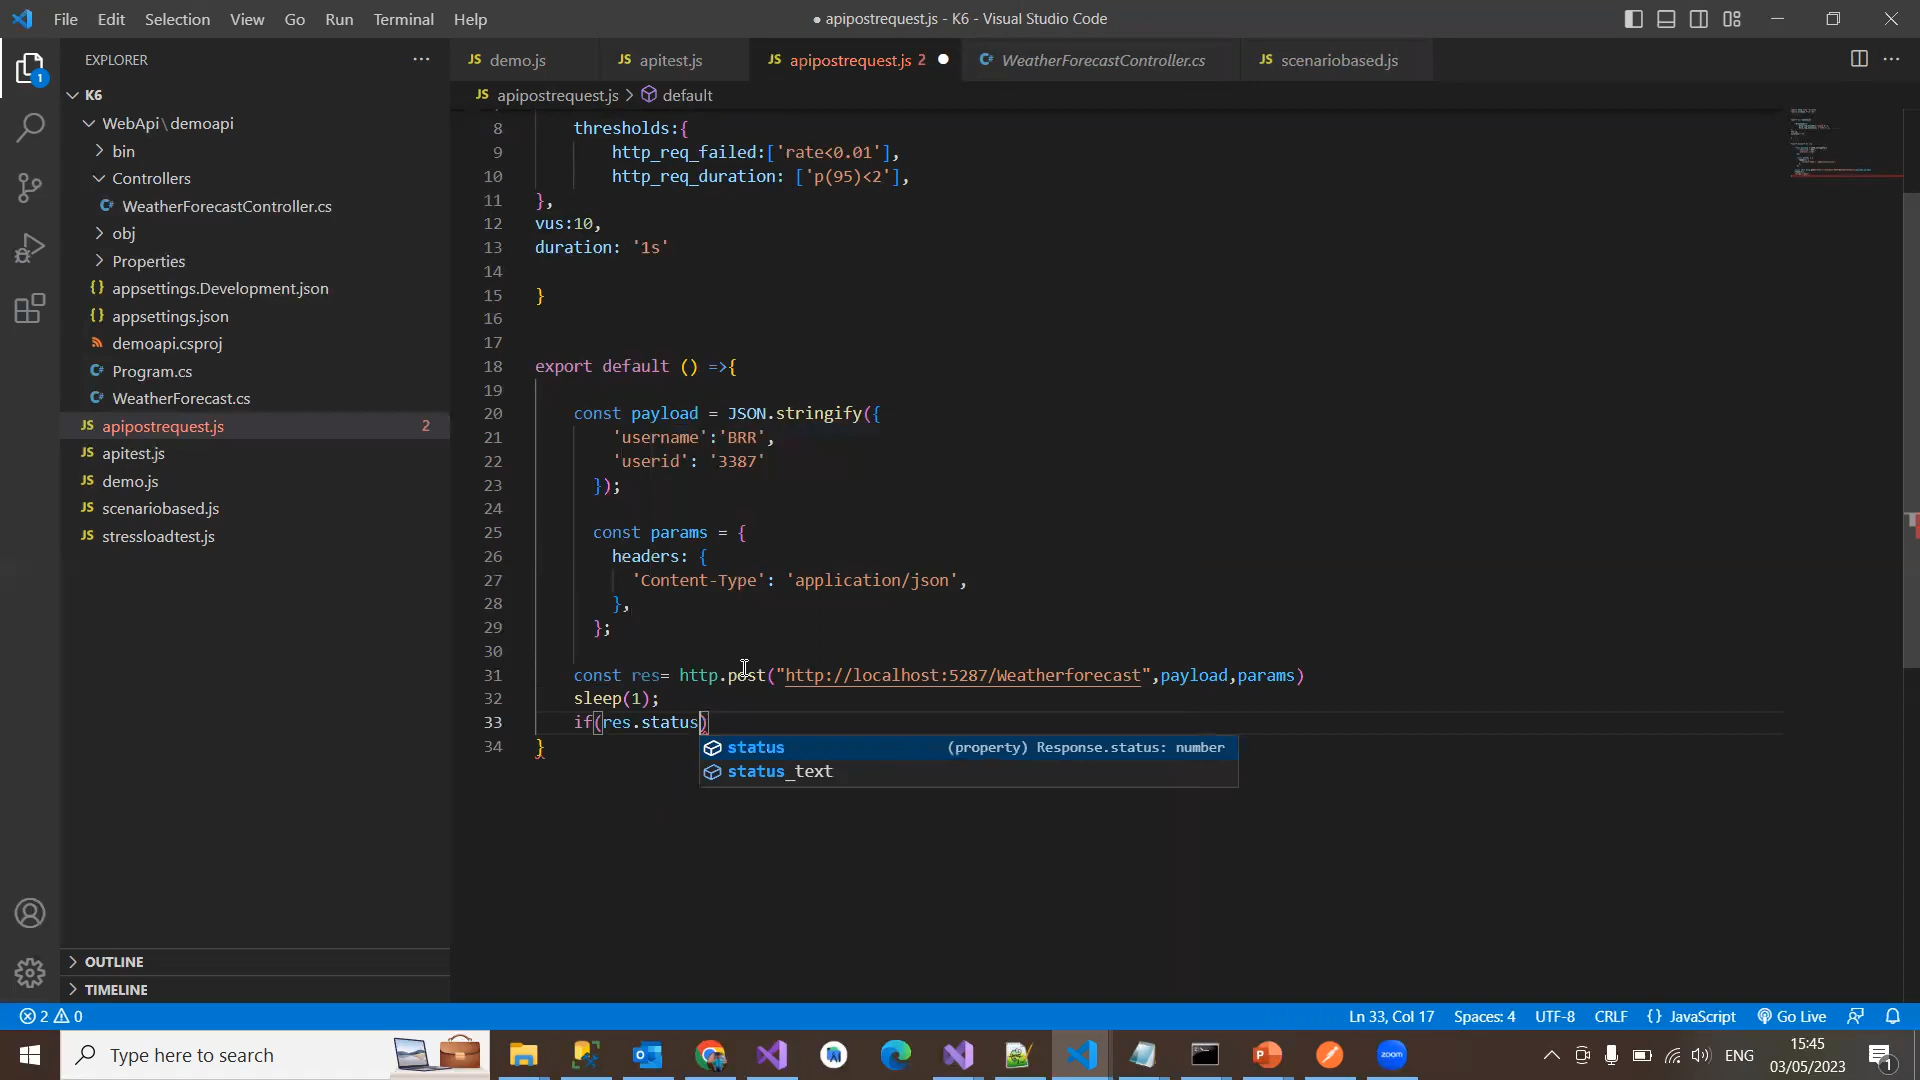 File Edit Selection View Go Run Terminal Help
● apipostrequest.js - K6 - Visual Studio Code
EXPLORER
JS demo.js
JS apitest.js
JS apipostrequest.js 2
C# WeatherForecastController.cs
JS scenariobased.js
JS apipostrequest.js > default
1
K6
WebApi \ demoapi
bin
Controllers
C# WeatherForecastController.cs
obj
Properties
{} appsettings.Development.json
{} appsettings.json
demoapi.csproj
C# Program.cs
C# WeatherForecast.cs
JS apipostrequest.js 2
JS apitest.js
JS demo.js
JS scenariobased.js
JS stressloadtest.js
OUTLINE
TIMELINE
8 thresholds:{
9 http_req_failed:['rate<0.01'],
10 http_req_duration: ['p(95)<2'],
11 },
12 vus:10,
13 duration: '1s'
14
15 }
16
17
18 export default () =>{
19
20 const payload = JSON.stringify({
21 'username':'BRR',
22 'userid': '3387'
23 });
24
25 const params = {
26 headers: {
27 'Content-Type': 'application/json',
28 },
29 };
30
31 const res= http.post("http://localhost:5287/Weatherforecast",payload,params)
32 sleep(1);
33 if(res.status)
34 }
status (property) Response.status: number
status_text
2 0
Ln 33, Col 17 Spaces: 4 UTF-8 CRLF {} JavaScript Go Live
Type here to search
zoom
ENG
15:45
03/05/2023
1